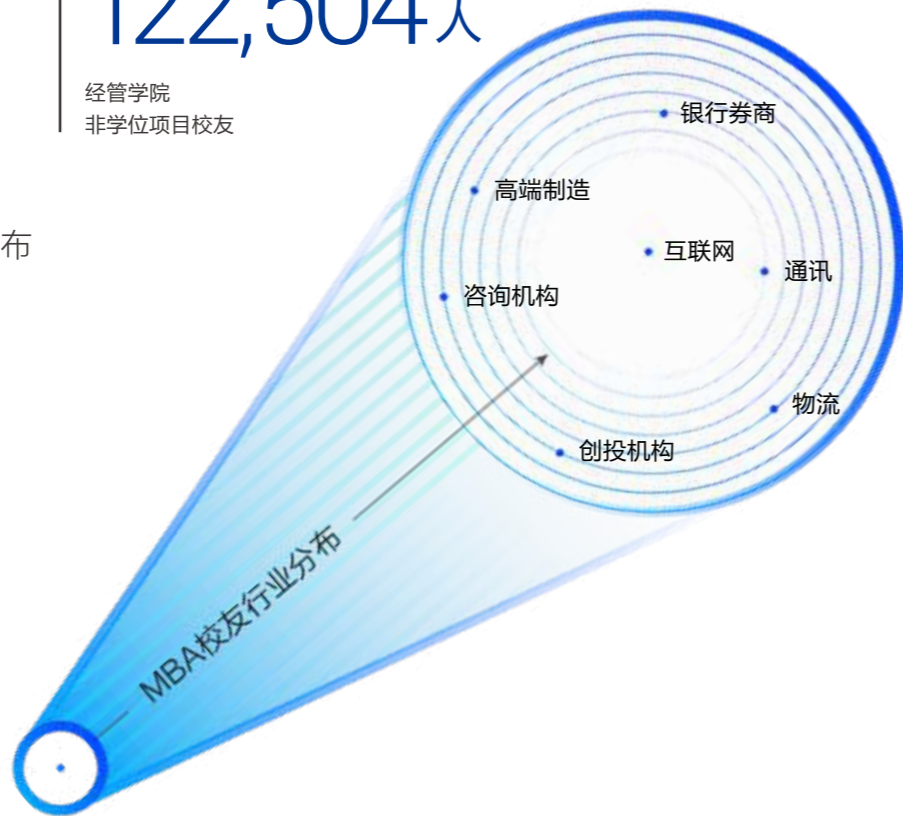 122,504人
经管学院
非学位项目校友
布
银行券商
高端制造
互联网
通讯
咨询机构
物流
创投机构
MBA校友行业分布